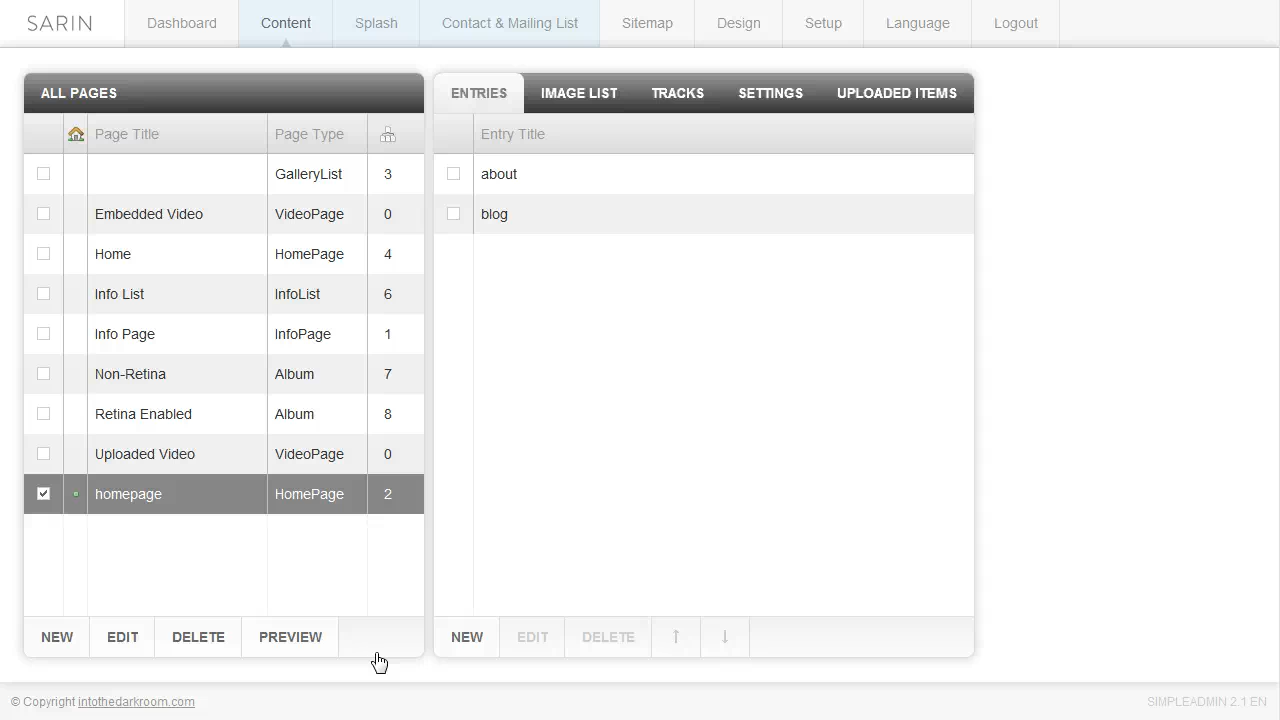 SARIN Dashboard Content Splash Contact & Mailing List Sitemap Design Setup Language Logout
ALL PAGES
Page Title Page Type
GalleryList 3
Embedded Video VideoPage 0
Home HomePage 4
Info List InfoList 6
Info Page InfoPage 1
Non-Retina Album 7
Retina Enabled Album 8
Uploaded Video VideoPage 0
homepage HomePage 2
NEW EDIT DELETE PREVIEW
ENTRIES IMAGE LIST TRACKS SETTINGS UPLOADED ITEMS
Entry Title
about
blog
NEW EDIT DELETE ↑ ↓
© Copyright intothedarkroom.com
SIMPLEADMIN 2.1 EN